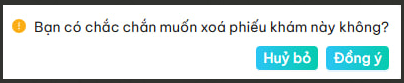 Bạn có chắc chắn muốn xoá phiếu khám này không?
Huỷ bỏ
Đồng ý